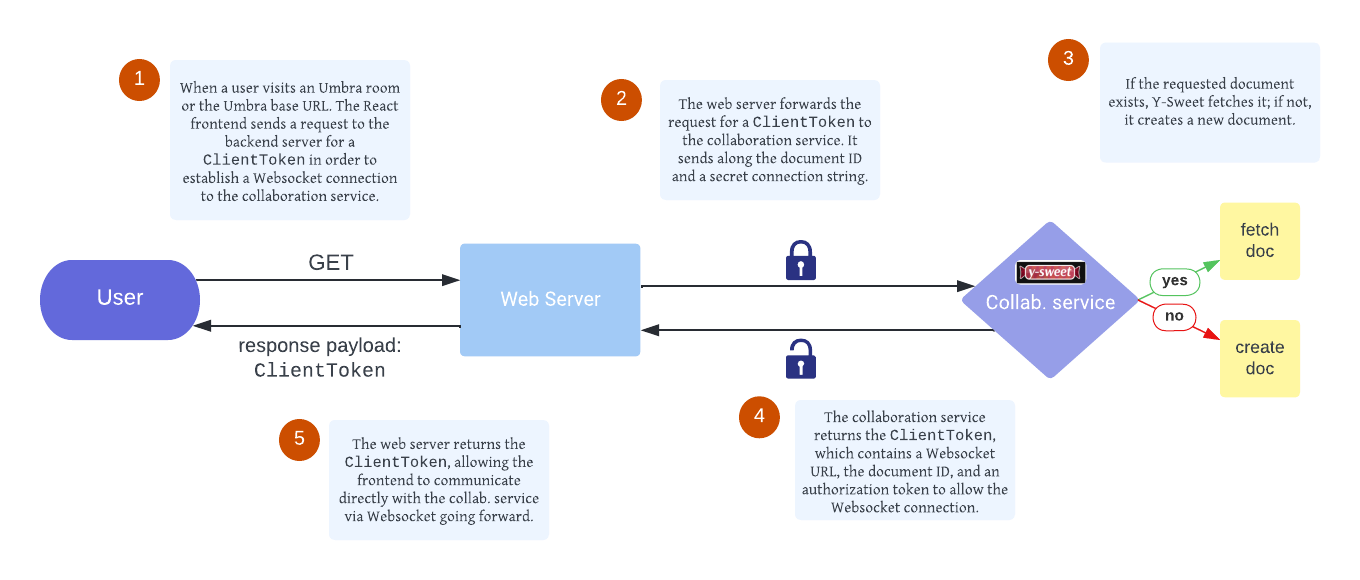 1
When a user visits an Umbra room
or the Umbra base URL. The React
frontend sends a request to the
backend server for a
ClientToken in order to
establish a Websocket connection
to the collaboration service.
2
The web server forwards the
request for a ClientToken to
the collaboration service. It
sends along the document ID
and a secret connection string.
3
If the requested document
exists, Y-Sweet fetches it; if not,
it creates a new document.
User
GET
response payload:
ClientToken
Web Server
y-sweet
Collab. service
yes
no
fetch
doc
create
doc
4
The collaboration service
returns the ClientToken,
which contains a Websocket
URL, the document ID, and an
authorization token to allow the
Websocket connection.
5
The web server returns the
ClientToken, allowing the
frontend to communicate
directly with the collab. service
via Websocket going forward.